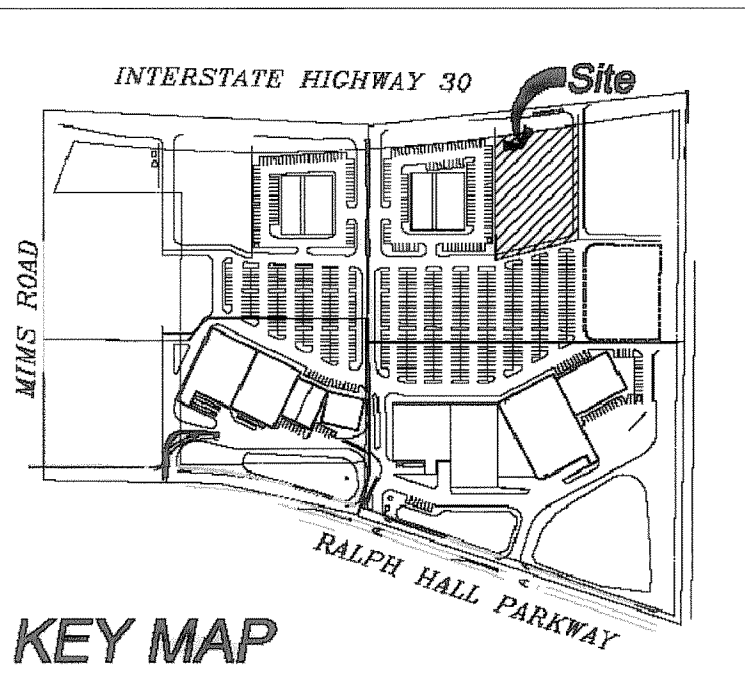 INTERSTATE HIGHWAY 30
Site
MIMS ROAD
RALPH HALL PARKWAY
KEY MAP